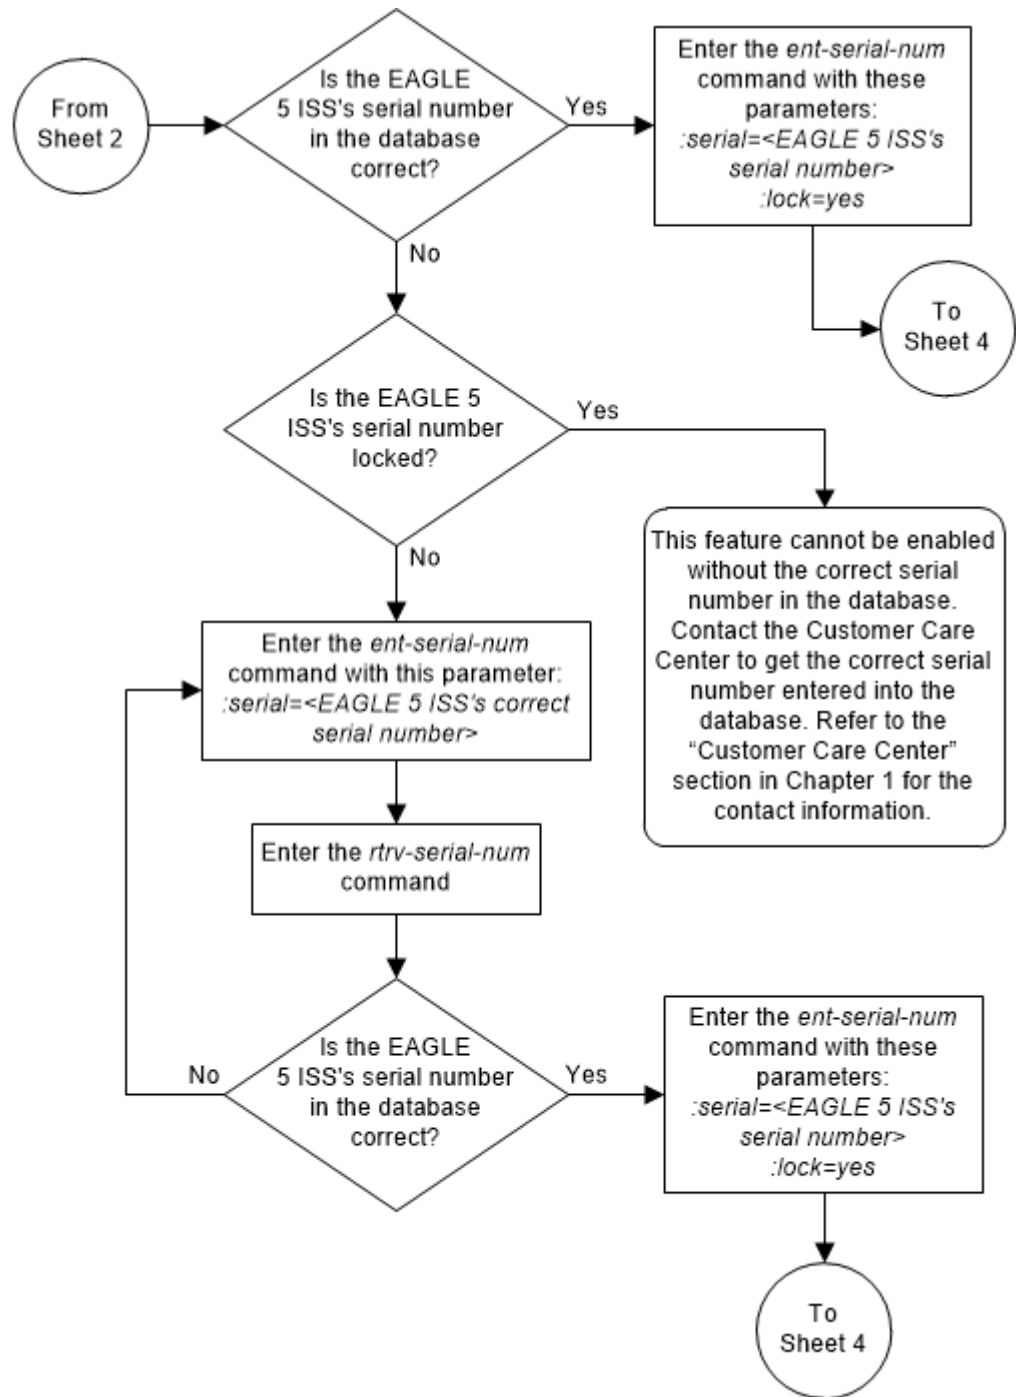 From
Sheet 2
Is the EAGLE
5 ISS's serial number
in the database
correct?
Yes
Enter the ent-serial-num
command with these
parameters:
:serial=<EAGLE 5 ISS's
serial number>
:lock=yes
No
To
Sheet 4
Is the EAGLE 5
ISS's serial number
locked?
Yes
This feature cannot be enabled
without the correct serial
number in the database.
Contact the Customer Care
Center to get the correct serial
number entered into the
database. Refer to the
“Customer Care Center”
section in Chapter 1 for the
contact information.
No
Enter the ent-serial-num
command with this parameter:
:serial=<EAGLE 5 ISS's correct
serial number>
Enter the rtrv-serial-num
command
Is the EAGLE
5 ISS's serial number
in the database
correct?
No
Yes
Enter the ent-serial-num
command with these
parameters:
:serial=<EAGLE 5 ISS's
serial number>
:lock=yes
To
Sheet 4